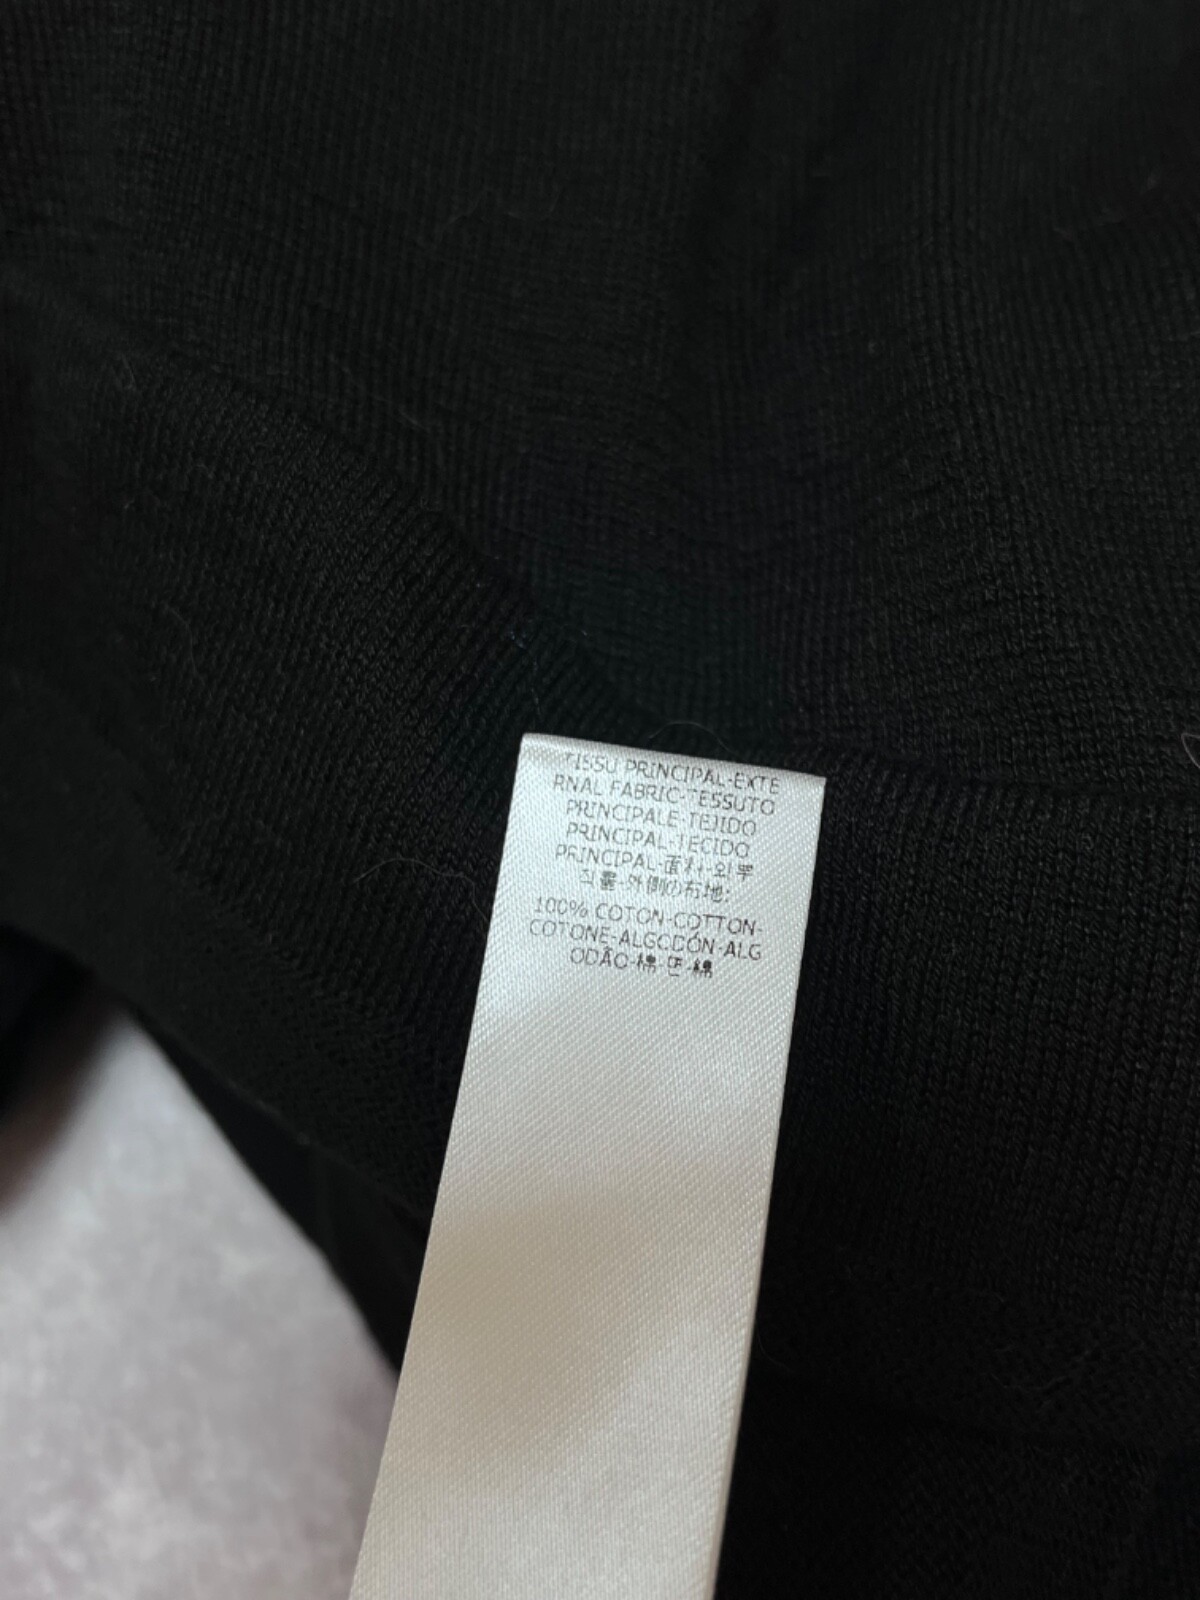 TISSU PRINCIPAL-EXTE
RNAL FABRIC-TESSUTO
PRINCIPALE-TEJIDO
PRINCIPAL-TECIDO
PRINCIPAL-面料-외부
직물-外側の布地:
100% COTON-COTTON-
COTONE-ALGODÓN-ALG
ODÃO-棉-면-綿